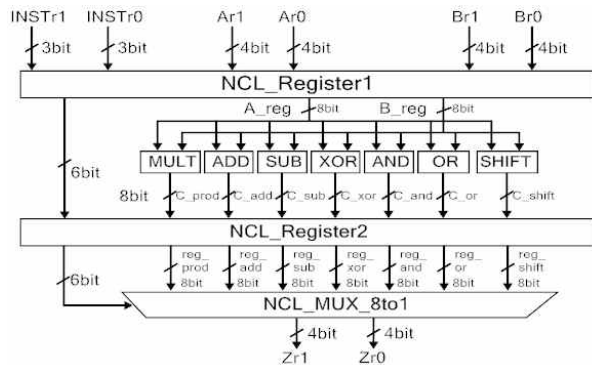 INSTr1 INSTr0 Ar1 Ar0 Br1 Br0
3bit 3bit 4bit 4bit 4bit 4bit
NCL_Register1
A_reg 8bit B_reg 8bit
MULT ADD SUB XOR AND OR SHIFT
6bit
8bit C_prod C_add C_sub C_xor C_and C_or C_shift
NCL_Register2
reg_ reg_ reg_ reg_ reg_ reg_ reg_
prod add sub xor and or shift
6bit 8bit 8bit 8bit 8bit 8bit 8bit 8bit
NCL_MUX_8to1
4bit 4bit
Zr1 Zr0